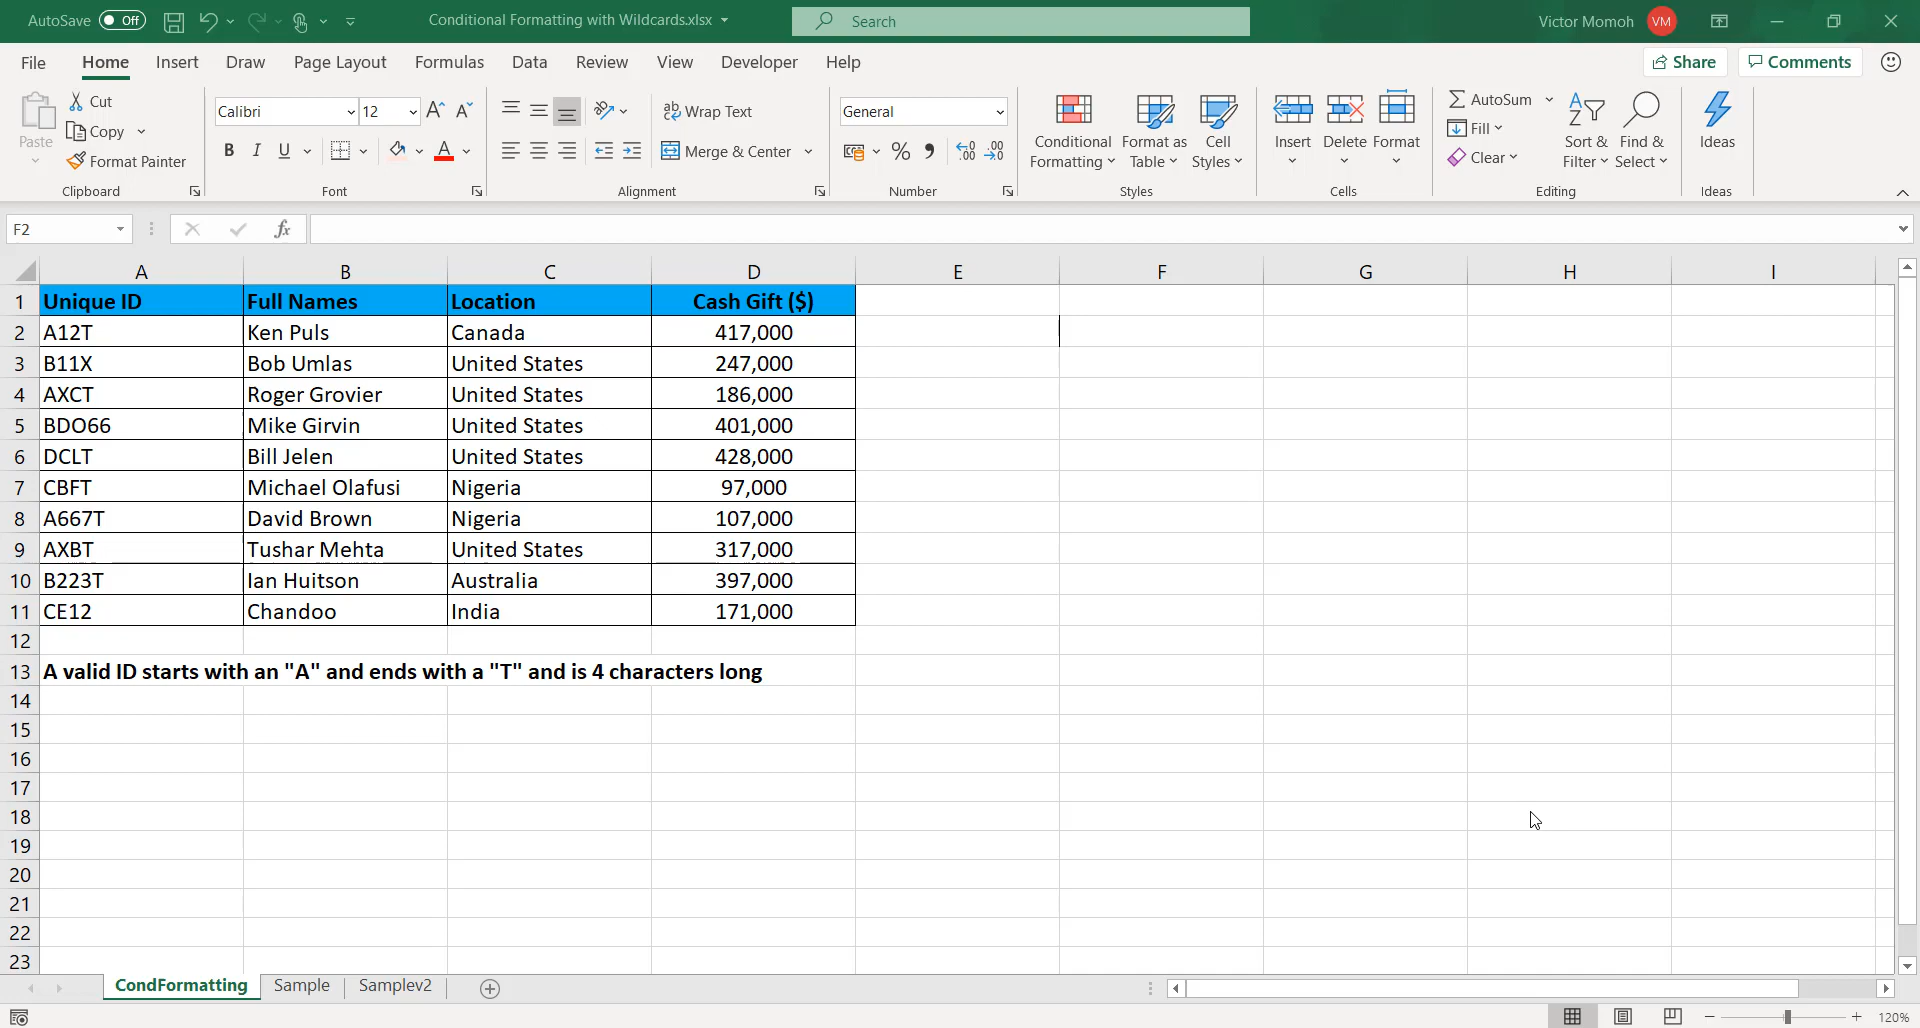 AutoSave Off Conditional Formatting with Wildcards.xlsx Search Victor Momoh VM
File Home Insert Draw Page Layout Formulas Data Review View Developer Help Share Comments
Paste
Cut
Copy
Format Painter
Clipboard
Calibri 12 A A
B I U A
Font
ab Wrap Text
Merge & Center
Alignment
General
% 9 .00 .00
Number
Conditional Formatting
Format as Table
Cell Styles
Styles
Insert Delete Format
Cells
AutoSum
Fill
Clear
Sort & Filter
Find & Select
Editing
Ideas
Ideas
F2 fx
A B C D E F G H I
1 Unique ID Full Names Location Cash Gift ($)
2 A12T Ken Puls Canada 417,000
3 B11X Bob Umlas United States 247,000
4 AXCT Roger Grovier United States 186,000
5 BDO66 Mike Girvin United States 401,000
6 DCLT Bill Jelen United States 428,000
7 CBFT Michael Olafusi Nigeria 97,000
8 A667T David Brown Nigeria 107,000
9 AXBT Tushar Mehta United States 317,000
10 B223T Ian Huitson Australia 397,000
11 CE12 Chandoo India 171,000
12
13 A valid ID starts with an "A" and ends with a "T" and is 4 characters long
14
15
16
17
18
19
20
21
22
23
CondFormatting Sample Samplev2
120%